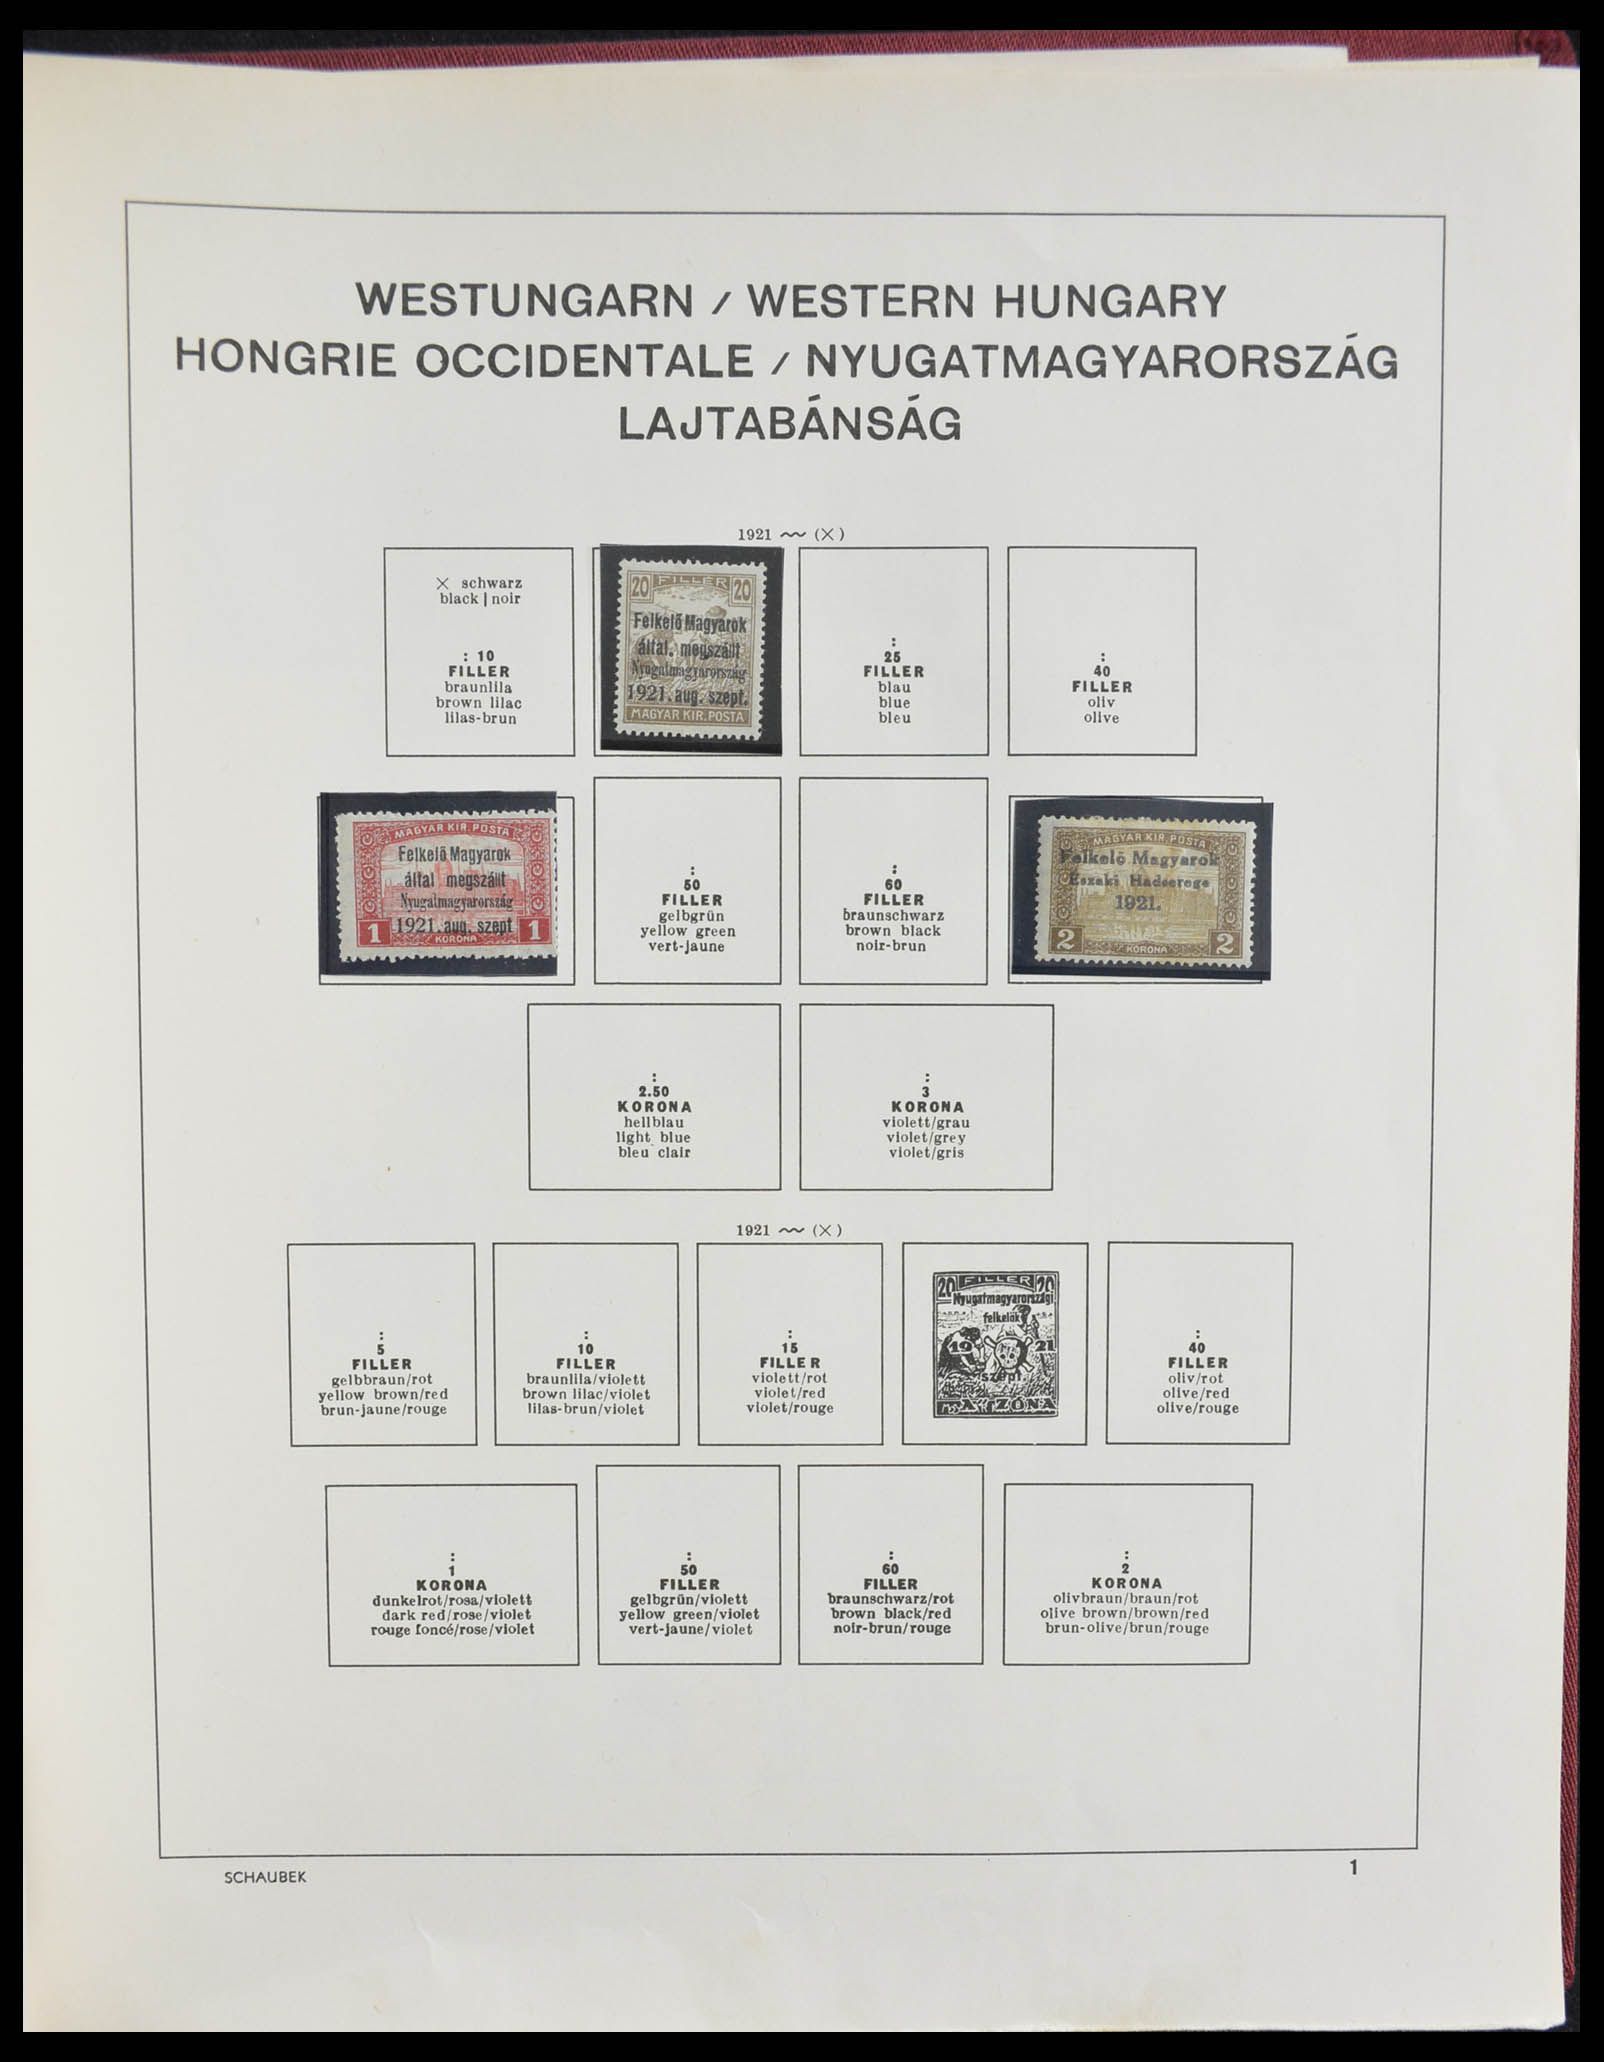 WESTUNGARN / WESTERN HUNGARY
HONGRIE OCCIDENTALE / NYUGATMAGYARORSZÁG
LAJTABÁNSÁG
1921 ~~ (X)
X schwarz
black | noir
: 10
FILLER
braunlila
brown lilac
lilas-brun
20 FILLÉR 20
Felkelő Magyarok
által. megszállt
Nyugatmagyarország
1921. aug. szept.
MAGYAR KIR. POSTA
:
25
FILLER
blau
blue
bleu
:
40
FILLER
oliv
olive
MAGYAR KIR. POSTA
Felkelő Magyarok
által megszállt
Nyugatmagyarország
1921. aug. szept
1 KORONA 1
:
50
FILLER
gelbgrün
yellow green
vert-jaune
:
60
FILLER
braunschwarz
brown black
noir-brun
MAGYAR KIR. POSTA
Felkelő Magyarok
Északi Hadserege
1921.
2 KORONA 2
:
2.50
KORONA
hellblau
light blue
bleu clair
:
3
KORONA
violett/grau
violet/grey
violet/gris
1921 ~~ (X)
:
5
FILLER
gelbbraun/rot
yellow brown/red
brun-jaune/rouge
:
10
FILLER
braunlila/violett
brown lilac/violet
lilas-brun/violet
:
15
FILLER
violett/rot
violet/red
violet/rouge
20 FILLER 20
Nyugatmagyarországi
felkelők
19 21
szept.
:
40
FILLER
oliv/rot
olive/red
olive/rouge
:
1
KORONA
dunkelrot/rosa/violett
dark red/rose/violet
rouge foncé/rose/violet
:
50
FILLER
gelbgrün/violett
yellow green/violet
vert-jaune/violet
:
60
FILLER
braunschwarz/rot
brown black/red
noir-brun/rouge
:
2
KORONA
olivbraun/braun/rot
olive brown/brown/red
brun-olive/brun/rouge
SCHAUBEK
1